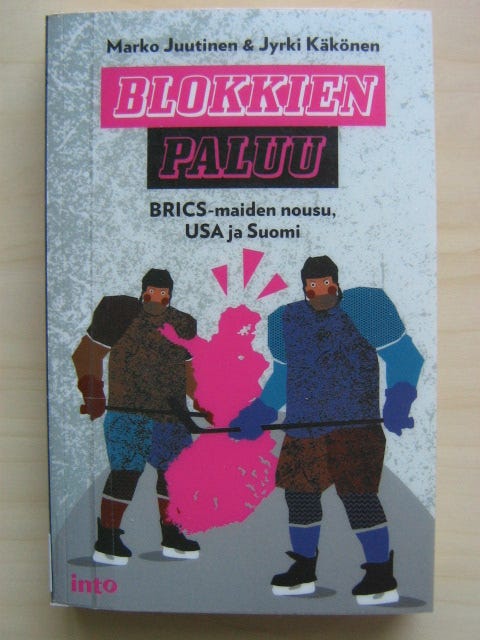 Marko Juutinen & Jyrki Käkönen
BLOKKIEN
PALUU
BRICS-maiden nousu,
USA ja Suomi
into